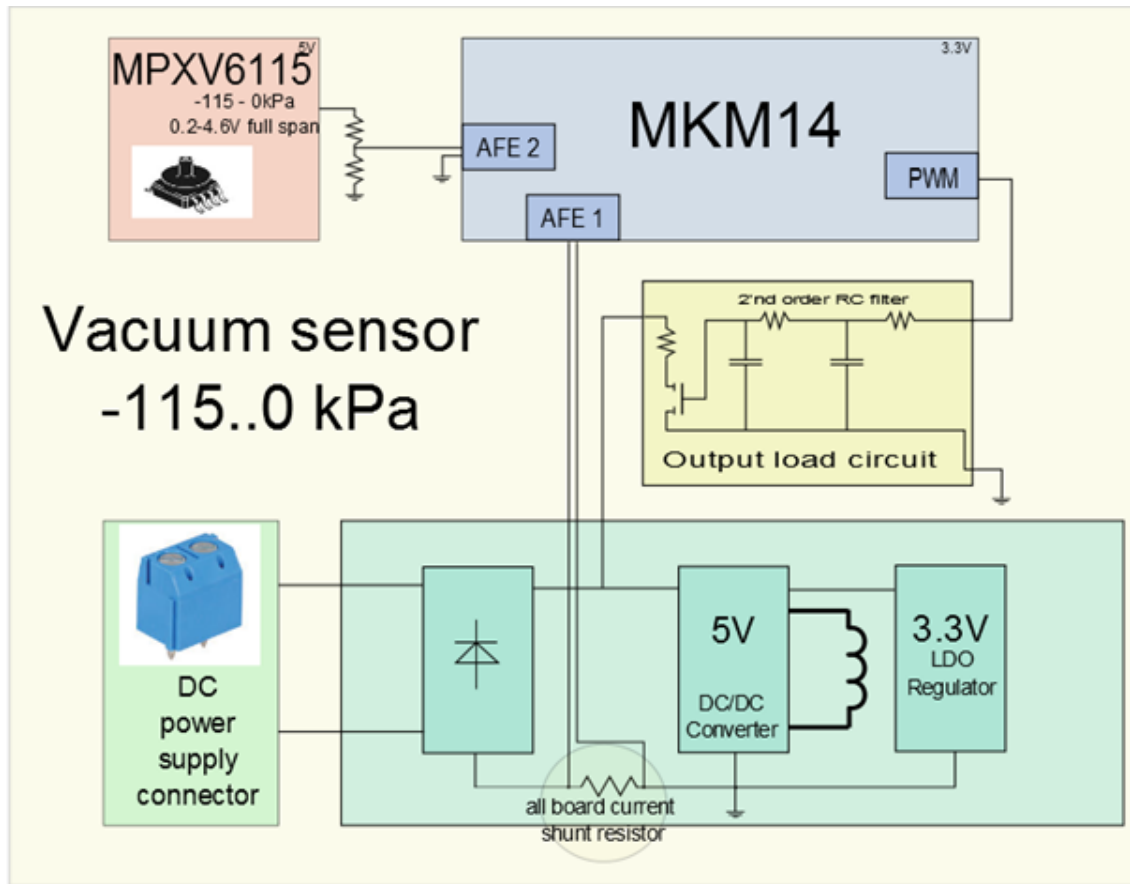 5V
MPXV6115
-115 - 0kPa
0.2-4.6V full span
3.3V
MKM14
AFE 2
PWM
AFE 1
Vacuum sensor
-115..0 kPa
2'nd order RC filter
Output load circuit
DC
power
supply
connector
5V
DC/DC
Converter
3.3V
LDO
Regulator
all board current
shunt resistor